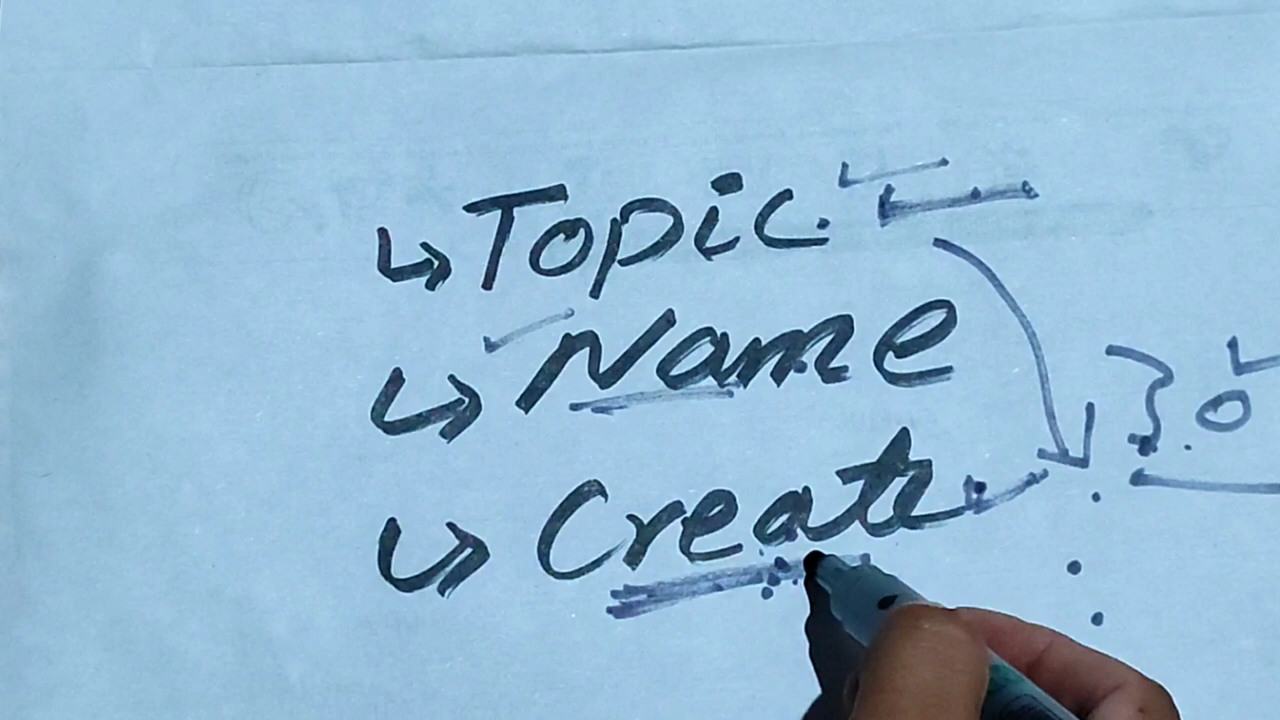 ↳ Topic.
↳ Name
↳ Create